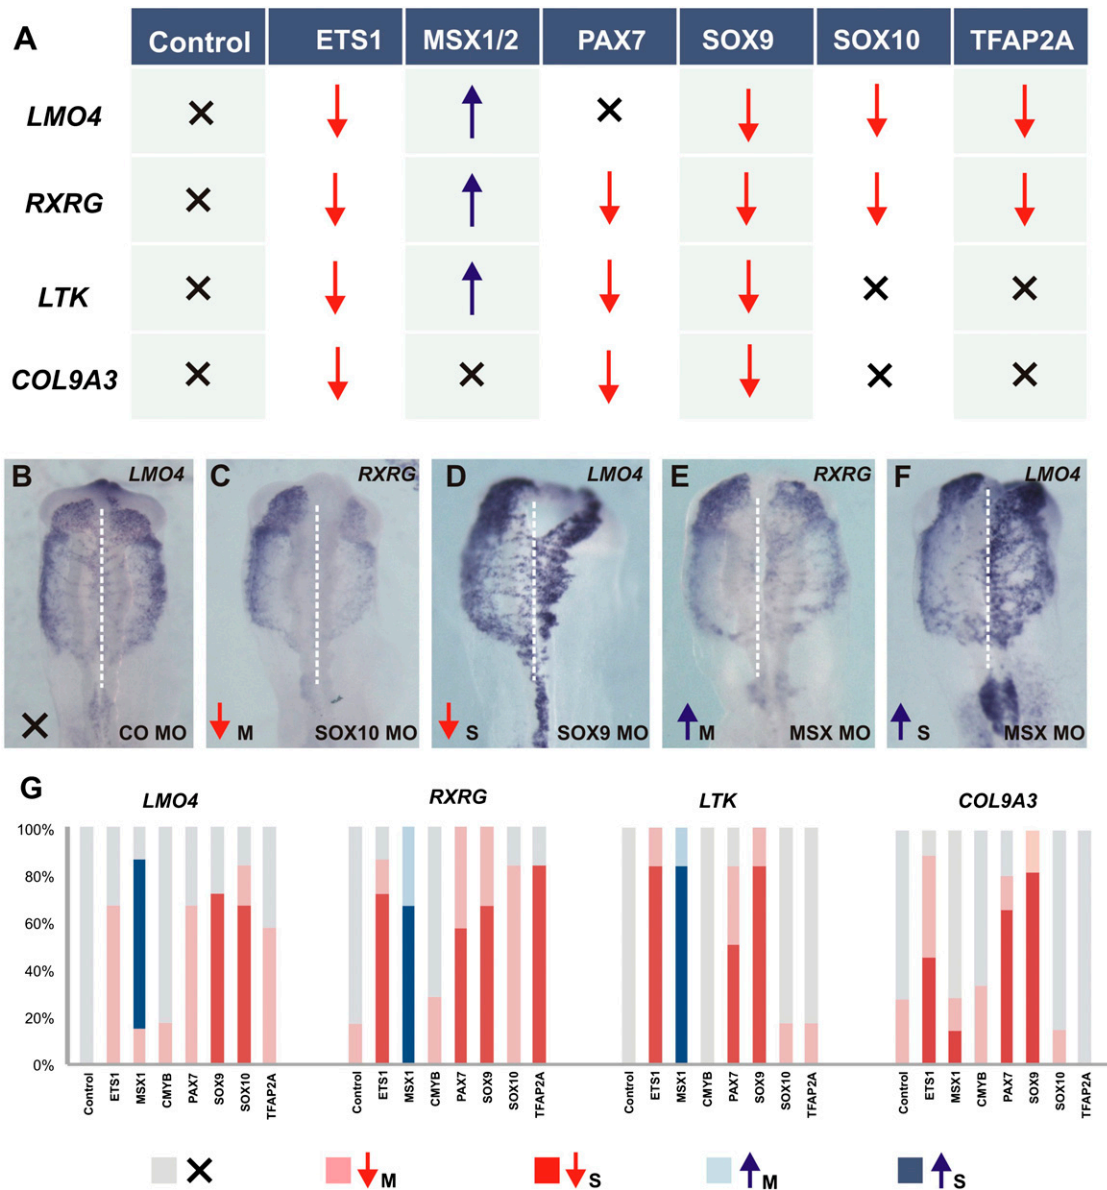 A Control ETS1 MSX1/2 PAX7 SOX9 SOX10 TFAP2A
LMO4
RXRG
LTK
COL9A3
B LMO4 C RXRG D LMO4 E RXRG F LMO4
CO MO M SOX10 MO S SOX9 MO M MSX MO S MSX MO
G
LMO4 RXRG LTK COL9A3
100%
80%
60%
40%
20%
0%
Control ETS1 MSX1 CMYB PAX7 SOX9 SOX10 TFAP2A Control ETS1 MSX1 CMYB PAX7 SOX9 SOX10 TFAP2A Control ETS1 MSX1 CMYB PAX7 SOX9 SOX10 TFAP2A Control ETS1 MSX1 CMYB PAX7 SOX9 SOX10 TFAP2A
M S M S